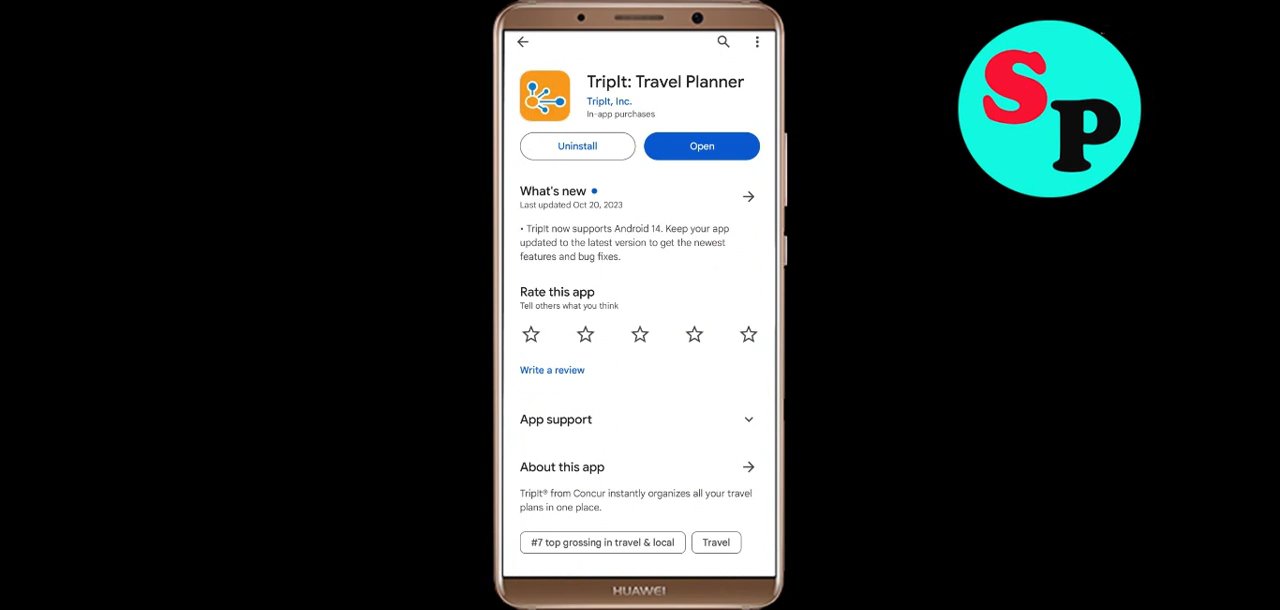 TripIt: Travel Planner
TripIt, Inc.
In-app purchases
Uninstall
Open
What's new
Last updated Oct 20, 2023
• TripIt now supports Android 14. Keep your app
updated to the latest version to get the newest
features and bug fixes.
Rate this app
Tell others what you think
Write a review
App support
About this app
TripIt® from Concur instantly organizes all your travel
plans in one place.
#7 top grossing in travel & local
Travel
HUAWEI
SP